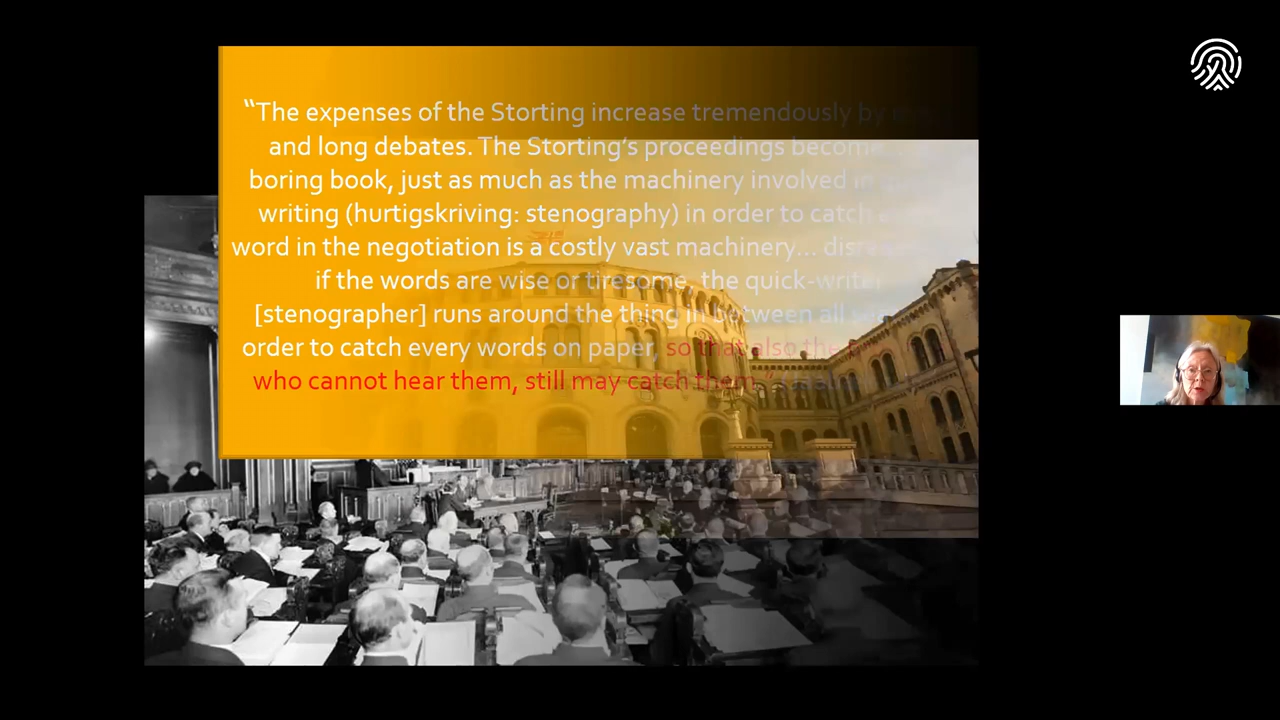 “The expenses of the Storting increase tremendously by
and long debates. The Storting’s proceedings become
boring book, just as much as the machinery involved in
writing (hurtigskriving: stenography) in order to catch
word in the negotiation is a costly vast machinery...
if the words are wise or tiresome, the quick-writer
[stenographer] runs around the thing in between all
order to catch every words on paper, so that also the
who cannot hear them, still may catch them.”